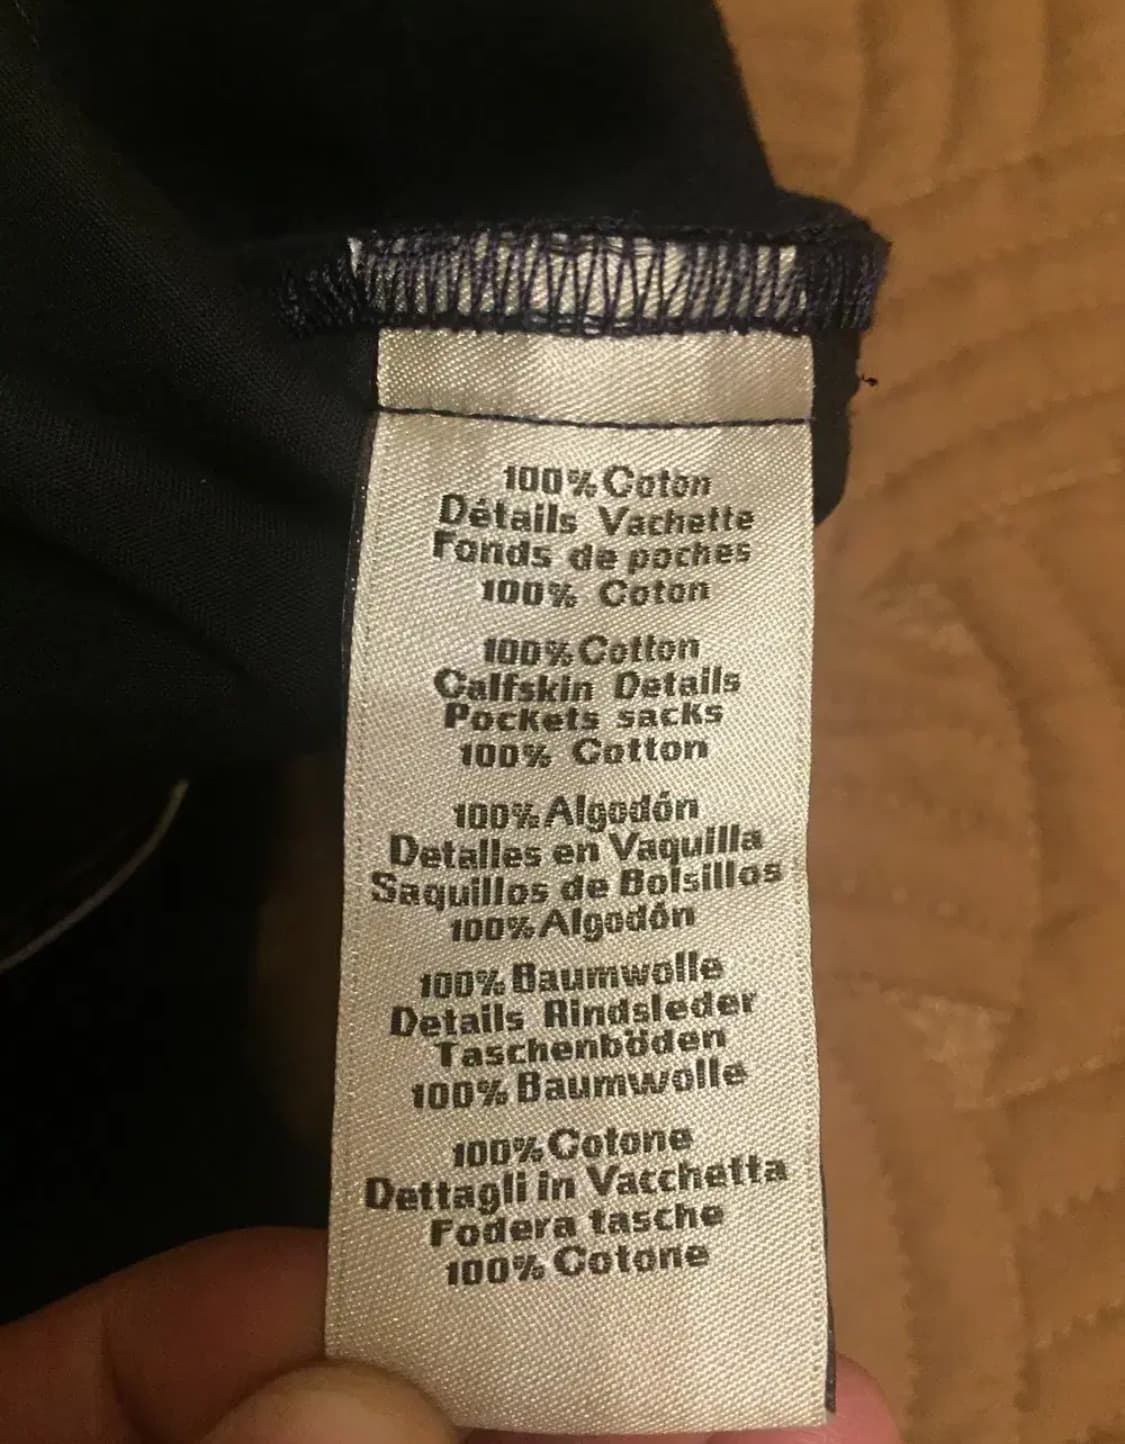 100% Coton
Détails Vachette
Fonds de poches
100% Coton
100% Cotton
Calfskin Details
Pockets sacks
100% Cotton
100% Algodón
Detalles en Vaquilla
Saquillos de Bolsillos
100% Algodón
100% Baumwolle
Details Rindsleder
Taschenböden
100% Baumwolle
100% Cotone
Dettagli in Vacchetta
Fodera tasche
100% Cotone